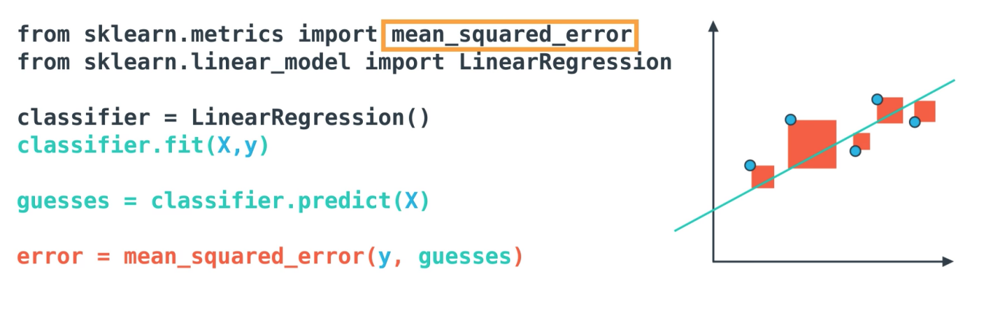 from sklearn.metrics import mean_squared_error
from sklearn.linear_model import LinearRegression
classifier = LinearRegression()
classifier.fit(X,y)
guesses = classifier.predict(X)
error = mean_squared_error(y, guesses)